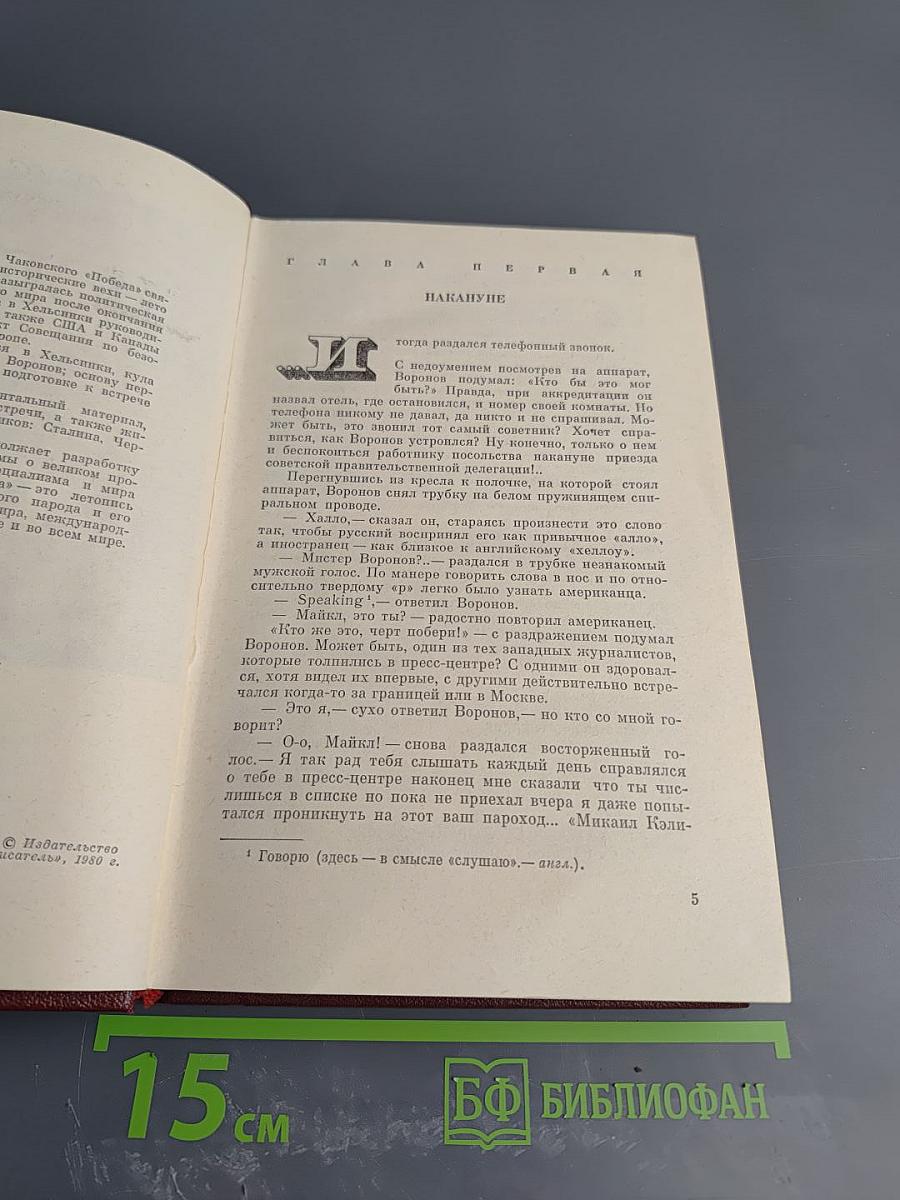 Чаковского «Победа» свя-
исторические вехи — лето
азыгралась политическая
о мира после окончания
в Хельсинки руководи-
также США и Канады
кт Совещания по безо-
ропе.
я в Хельсинки, куда
Воронов; основу пер-
подготовке к встрече
нтальный материал,
стречи, а также жи-
ников: Сталина, Чер-
олжает разработку
мы о великом про-
оциализма и мира
а» — это летопись
ого народа и его
ира, международ-
е и во всем мире.
© Издательство
исатель», 1980 г.
ГЛАВА ПЕРВАЯ
НАКАНУНЕ
...И тогда раздался телефонный звонок.
С недоумением посмотрев на аппарат,
Воронов подумал: «Кто бы это мог
быть?» Правда, при аккредитации он
назвал отель, где остановился, и номер своей комнаты. Но
телефона никому не давал, да никто и не спрашивал. Мо-
жет быть, это звонил тот самый советник? Хочет спра-
виться, как Воронов устроился? Ну конечно, только о нем
и беспокоиться работнику посольства накануне приезда
советской правительственной делегации!..
Перегнувшись из кресла к полочке, на которой стоял
аппарат, Воронов снял трубку на белом пружинящем спи-
ральном проводе.
— Халло,— сказал он, стараясь произнести это слово
так, чтобы русский воспринял его как привычное «алло»,
а иностранец — как близкое к английскому «хеллоу».
— Мистер Воронов?..— раздался в трубке незнакомый
мужской голос. По манере говорить слова в нос и по отно-
сительно твердому «р» легко было узнать американца.
— Speaking ¹,— ответил Воронов.
— Майкл, это ты? — радостно повторил американец.
«Кто же это, черт побери!» — с раздражением подумал
Воронов. Может быть, один из тех западных журналистов,
которые толпились в пресс-центре? С одними он здоровал-
ся, хотя видел их впервые, с другими действительно встре-
чался когда-то за границей или в Москве.
— Это я,— сухо ответил Воронов,— но кто со мной го-
ворит?
— О-о, Майкл! — снова раздался восторженный го-
лос.— Я так рад тебя слышать каждый день справлялся
о тебе в пресс-центре наконец мне сказали что ты чис-
лишься в списке но пока не приехал вчера я даже попы-
тался проникнуть на этот ваш пароход... «Микаил Кэли-
¹ Говорю (здесь — в смысле «слушаю».— англ.).
5
15 см
БФ БИБЛИОФАН